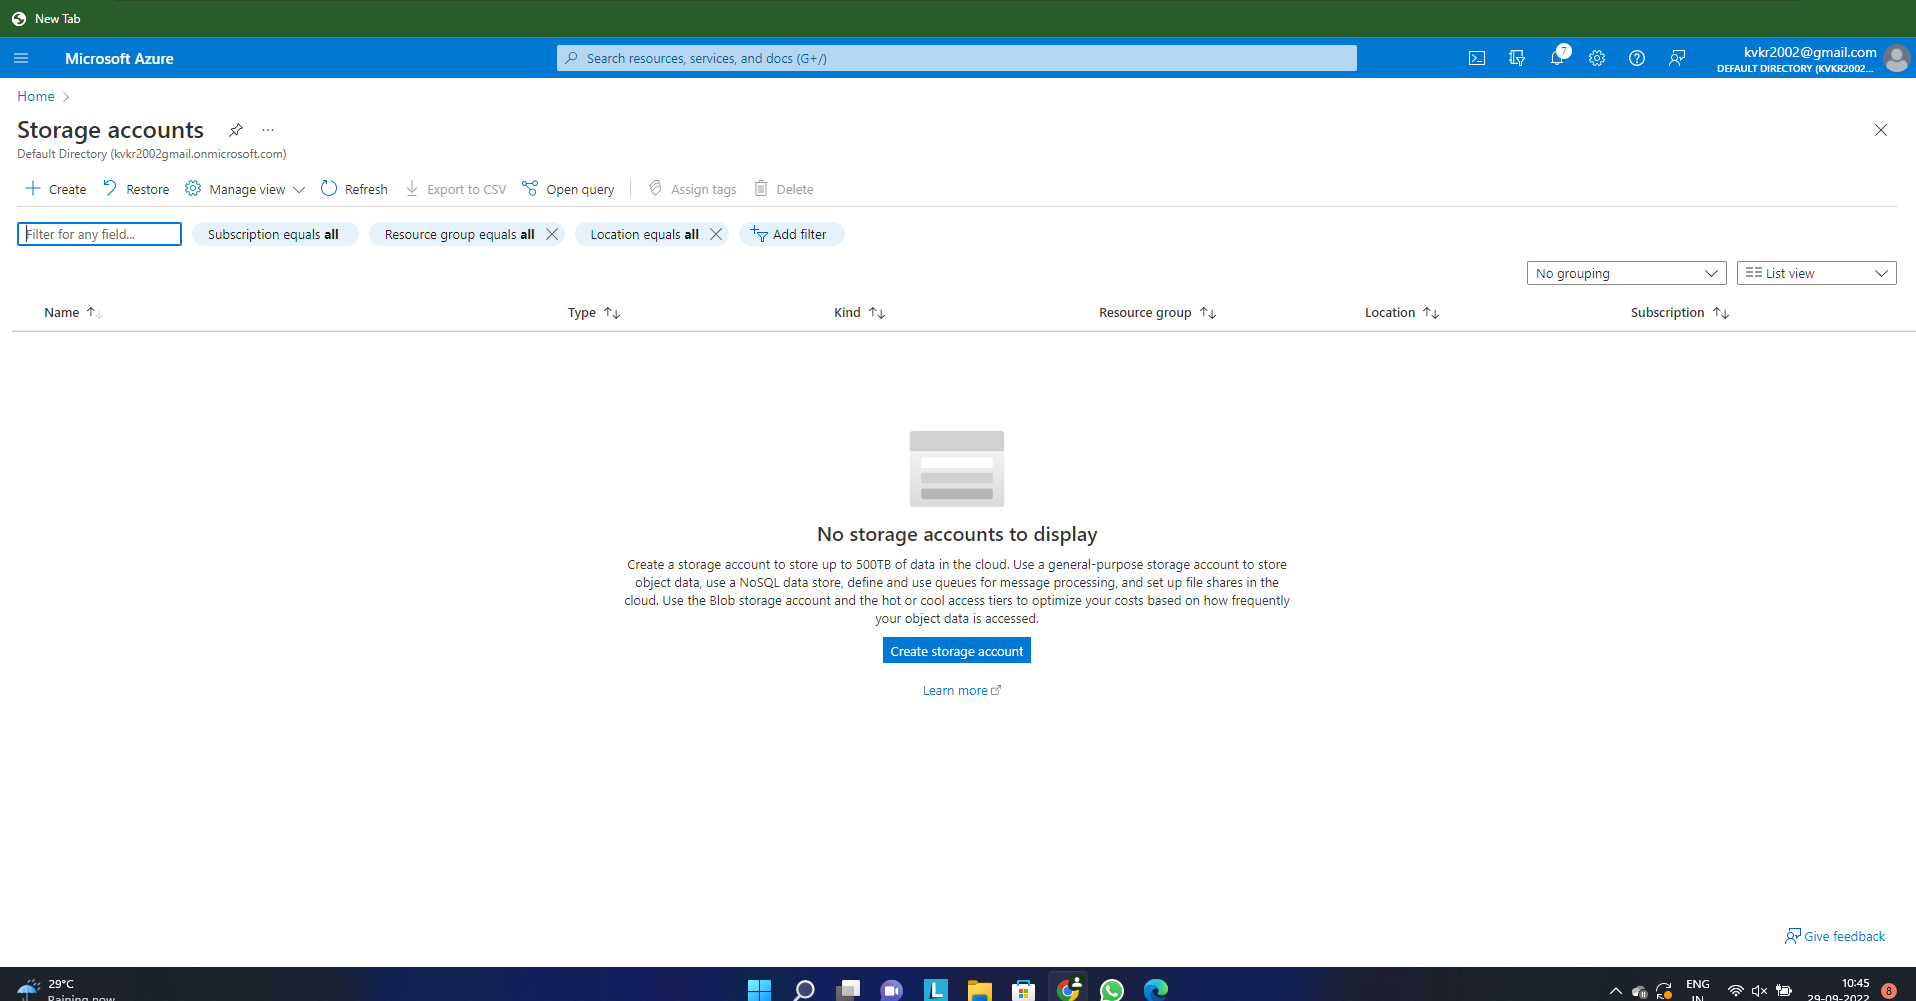 New Tab
Microsoft Azure
Search resources, services, and docs (G+/)
7
kvkr2002@gmail.com
DEFAULT DIRECTORY (KVKR2002...
Home
Storage accounts
Default Directory (kvkr2002gmail.onmicrosoft.com)
Create
Restore
Manage view
Refresh
Export to CSV
Open query
Assign tags
Delete
Filter for any field...
Subscription equals all
Resource group equals all
Location equals all
Add filter
No grouping
List view
Name
Type
Kind
Resource group
Location
Subscription
No storage accounts to display
Create a storage account to store up to 500TB of data in the cloud. Use a general-purpose storage account to store
object data, use a NoSQL data store, define and use queues for message processing, and set up file shares in the
cloud. Use the Blob storage account and the hot or cool access tiers to optimize your costs based on how frequently
your object data is accessed.
Create storage account
Learn more
Give feedback
29°C
Raining now
L
ENG
IN
10:45
29-09-2022
8